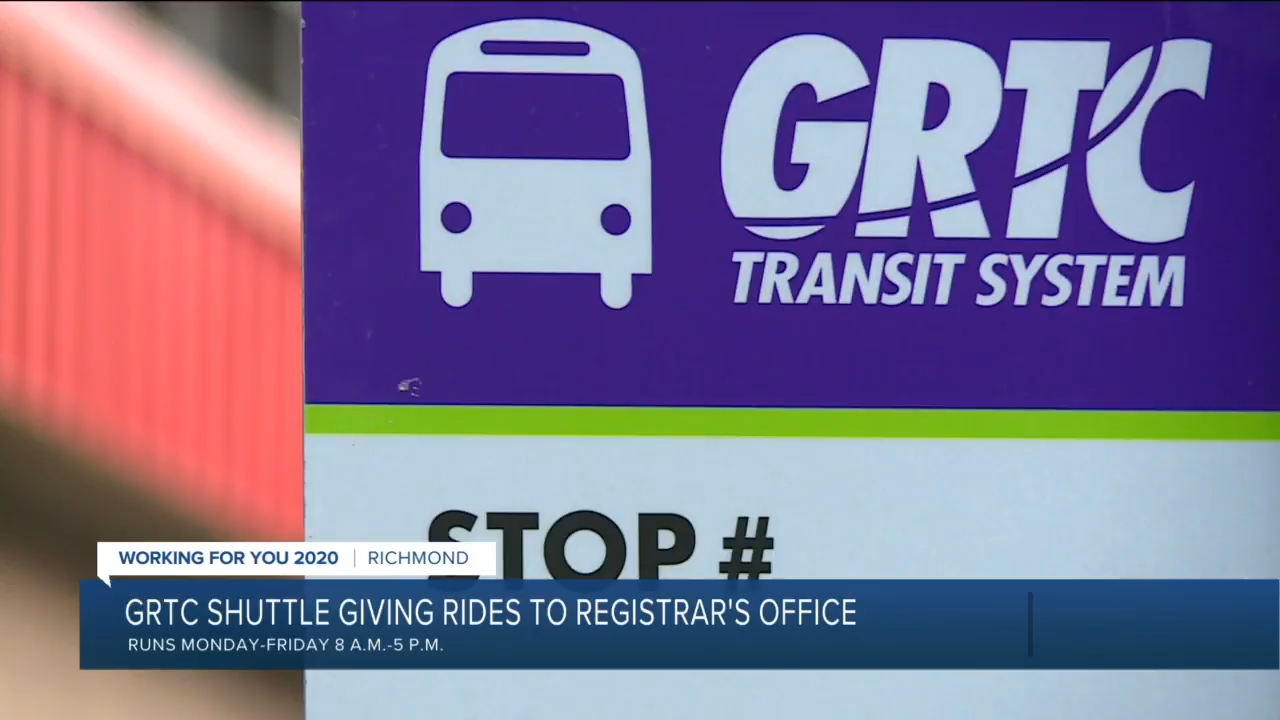 GRTC
TRANSIT SYSTEM
STOP #
WORKING FOR YOU 2020 | RICHMOND
GRTC SHUTTLE GIVING RIDES TO REGISTRAR'S OFFICE
RUNS MONDAY-FRIDAY 8 A.M.-5 P.M.